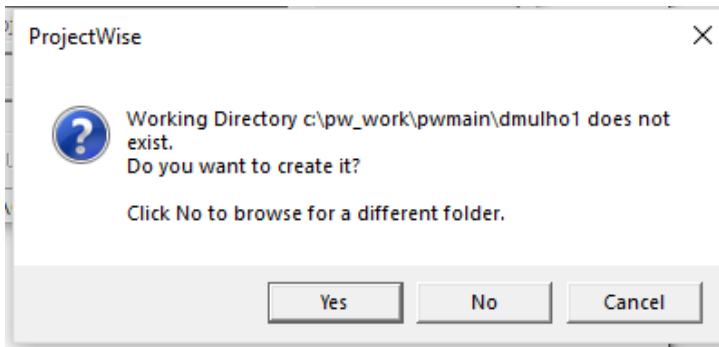 ProjectWise
Working Directory c:\pw_work\pwmain\dmulho1 does not
exist.
Do you want to create it?
Click No to browse for a different folder.
Yes
No
Cancel